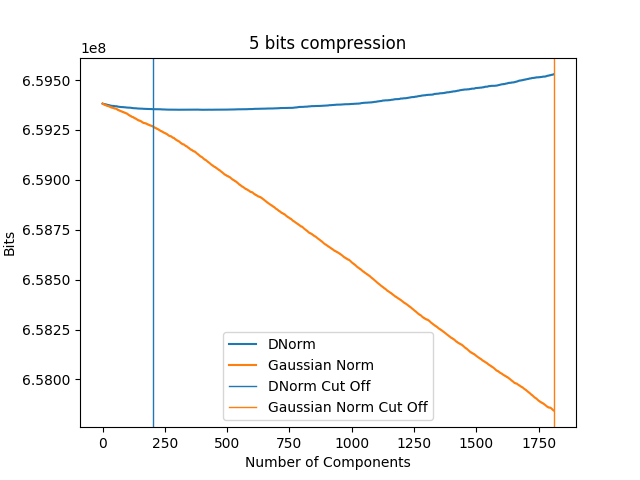 5 bits compression
1e8
6.5950
6.5925
6.5900
6.5875
6.5850
6.5825
6.5800
Bits
DNorm
Gaussian Norm
DNorm Cut Off
Gaussian Norm Cut Off
0 250 500 750 1000 1250 1500 1750
Number of Components